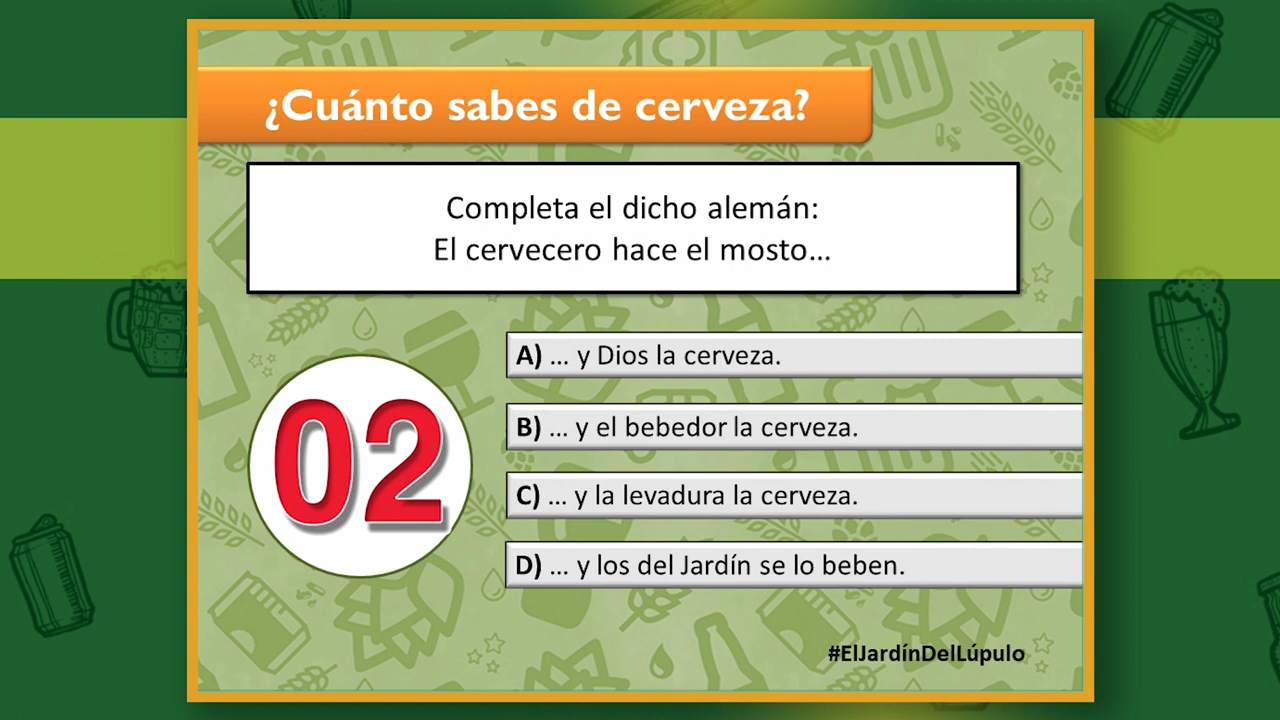 ¿Cuánto sabes de cerveza?
Completa el dicho alemán:
El cervecero hace el mosto...
02
A) ... y Dios la cerveza.
B) ... y el bebedor la cerveza.
C) ... y la levadura la cerveza.
D) ... y los del Jardín se lo beben.
#ElJardínDelLúpulo